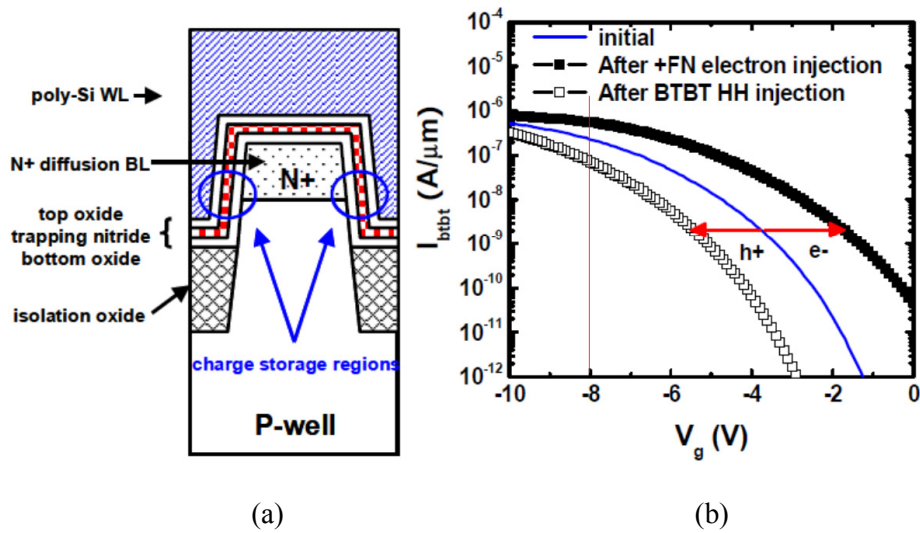 poly-Si WL
N+ diffusion BL
N+
top oxide
trapping nitride
bottom oxide
isolation oxide
charge storage regions
P-well
(a)
initial
After +FN electron injection
After BTBT HH injection
I_btbt (A/μm)
10^-4
10^-5
10^-6
10^-7
10^-8
10^-9
10^-10
10^-11
10^-12
h+ e-
-10 -8 -6 -4 -2 0
V_g (V)
(b)